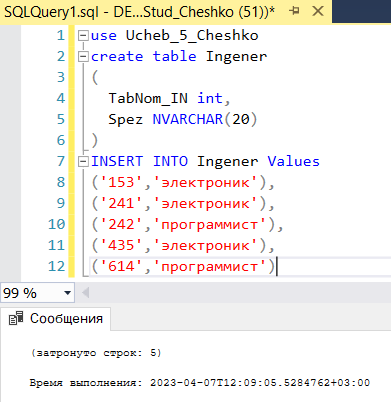 SQLQuery1.sql - DE...Stud_Cheshko (51))*
1 use Ucheb_5_Cheshko
2 create table Ingener
3 (
4 TabNom_IN int,
5 Spez NVARCHAR(20)
6 )
7 INSERT INTO Ingener Values
8 ('153','электроник'),
9 ('241','электроник'),
10 ('242','программист'),
11 ('435','электроник'),
12 ('614','программист')
99 %
Сообщения
(затронуто строк: 5)
Время выполнения: 2023-04-07T12:09:05.5284762+03:00